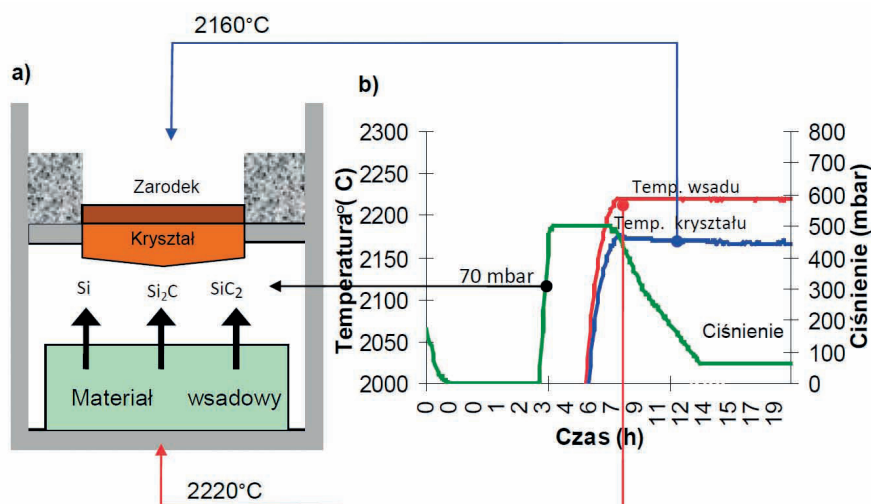 2160°C
a)
b)
Zarodek
Kryształ
Si
Si2C
SiC2
Materiał wsadowy
2220°C
70 mbar
Temperatura°( C)
2300
2250
2200
2150
2100
2050
2000
Temp. wsadu
Temp. kryształu
Ciśnienie
800
700
600
500
400
300
200
100
0
Ciśnienie (mbar)
0 0 0 1 2 3 4 6 7 9 11 12 14 15 17 19
Czas (h)